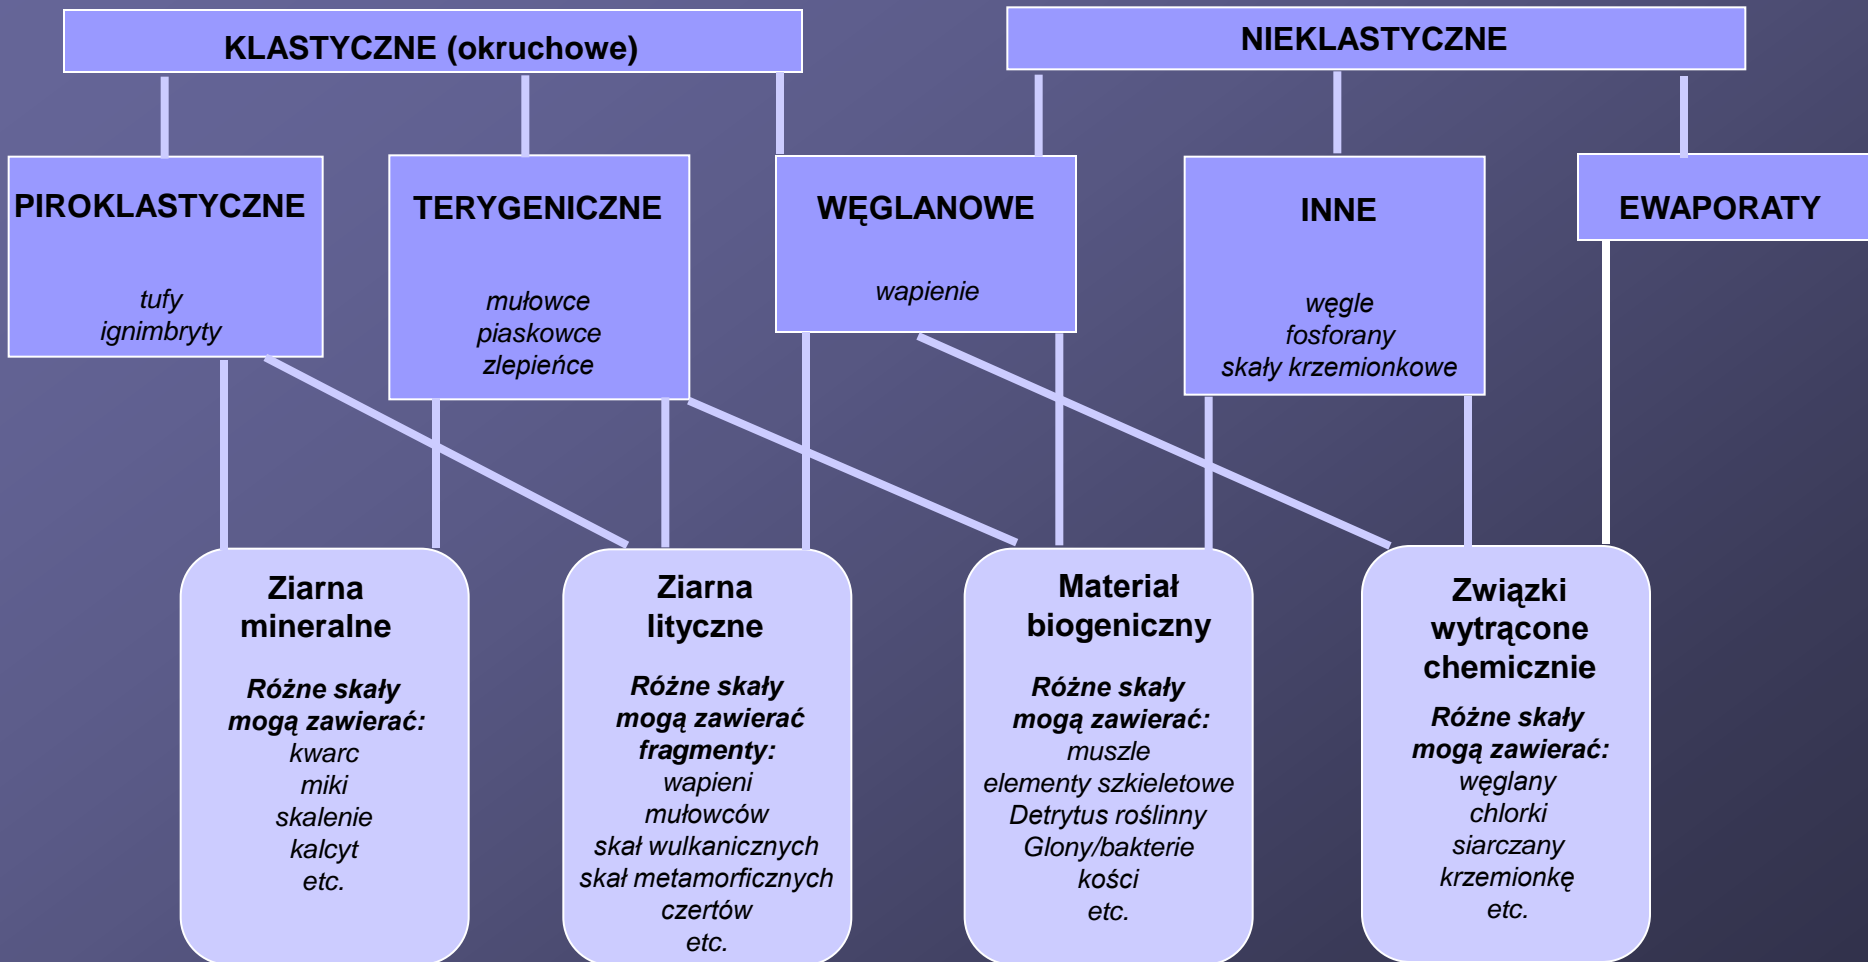 KLASTYCZNE (okruchowe)
NIEKLASTYCZNE
PIROKLASTYCZNE
tufy
ignimbryty
TERYGENICZNE
mułowce
piaskowce
zlepieńce
WĘGLANOWE
wapienie
INNE
węgle
fosforany
skały krzemionkowe
EWAPORATY
Ziarna
mineralne
Różne skały
mogą zawierać:
kwarc
miki
skalenie
kalcyt
etc.
Ziarna
lityczne
Różne skały
mogą zawierać
fragmenty:
wapieni
mułowców
skał wulkanicznych
skał metamorficznych
czertów
etc.
Materiał
biogeniczny
Różne skały
mogą zawierać:
muszle
elementy szkieletowe
Detrytus roślinny
Glony/bakterie
kości
etc.
Związki
wytrącone
chemicznie
Różne skały
mogą zawierać:
węglany
chlorki
siarczany
krzemionkę
etc.